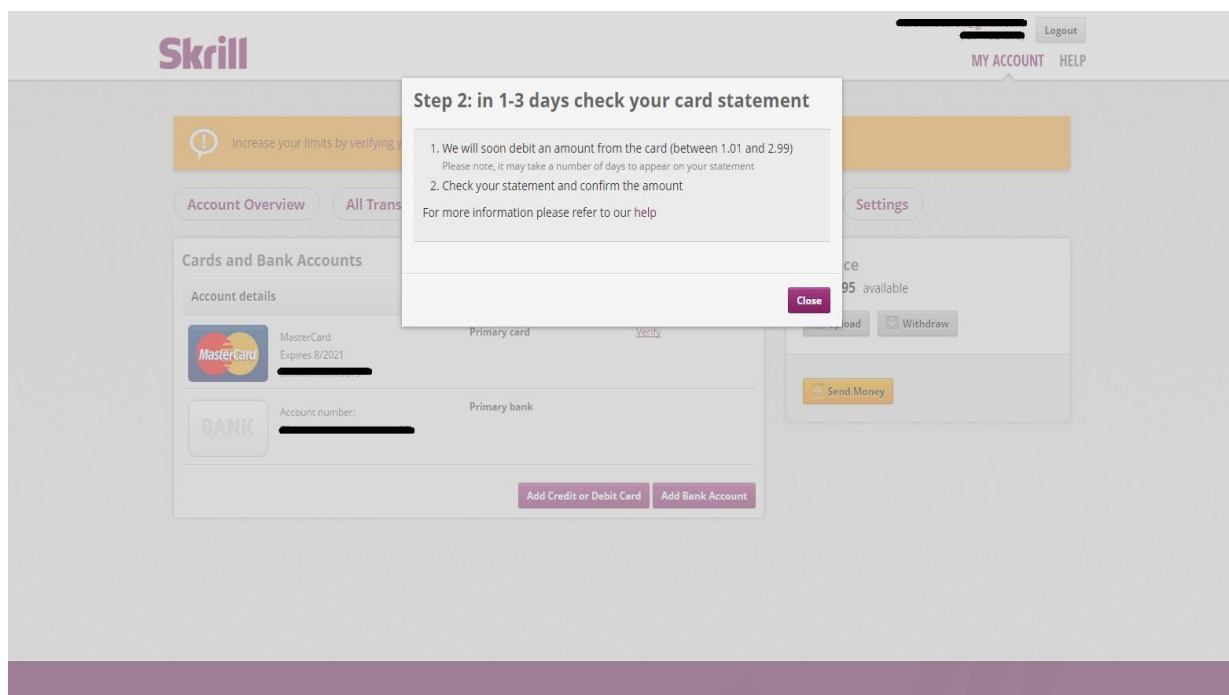 Skrill
Logout
MY ACCOUNT HELP
Step 2: in 1-3 days check your card statement
Increase your limits by verifying
1. We will soon debit an amount from the card (between 1.01 and 2.99)
Please note, it may take a number of days to appear on your statement
2. Check your statement and confirm the amount
For more information please refer to our help
Close
Account Overview
All Trans
Settings
Cards and Bank Accounts
Account details
MasterCard
MasterCard
Expires 8/2021
Primary card
Verify
BANK
Account number:
Primary bank
Add Credit or Debit Card
Add Bank Account
ce
95 available
Withdraw
Send Money